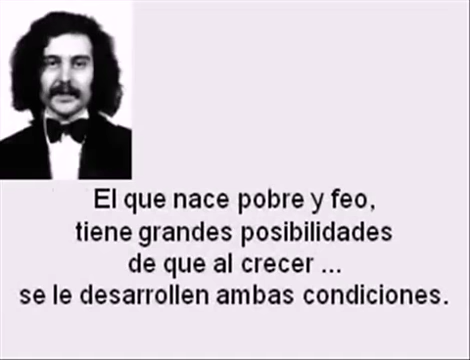 El que nace pobre y feo,
tiene grandes posibilidades
de que al crecer ...
se le desarrollen ambas condiciones.